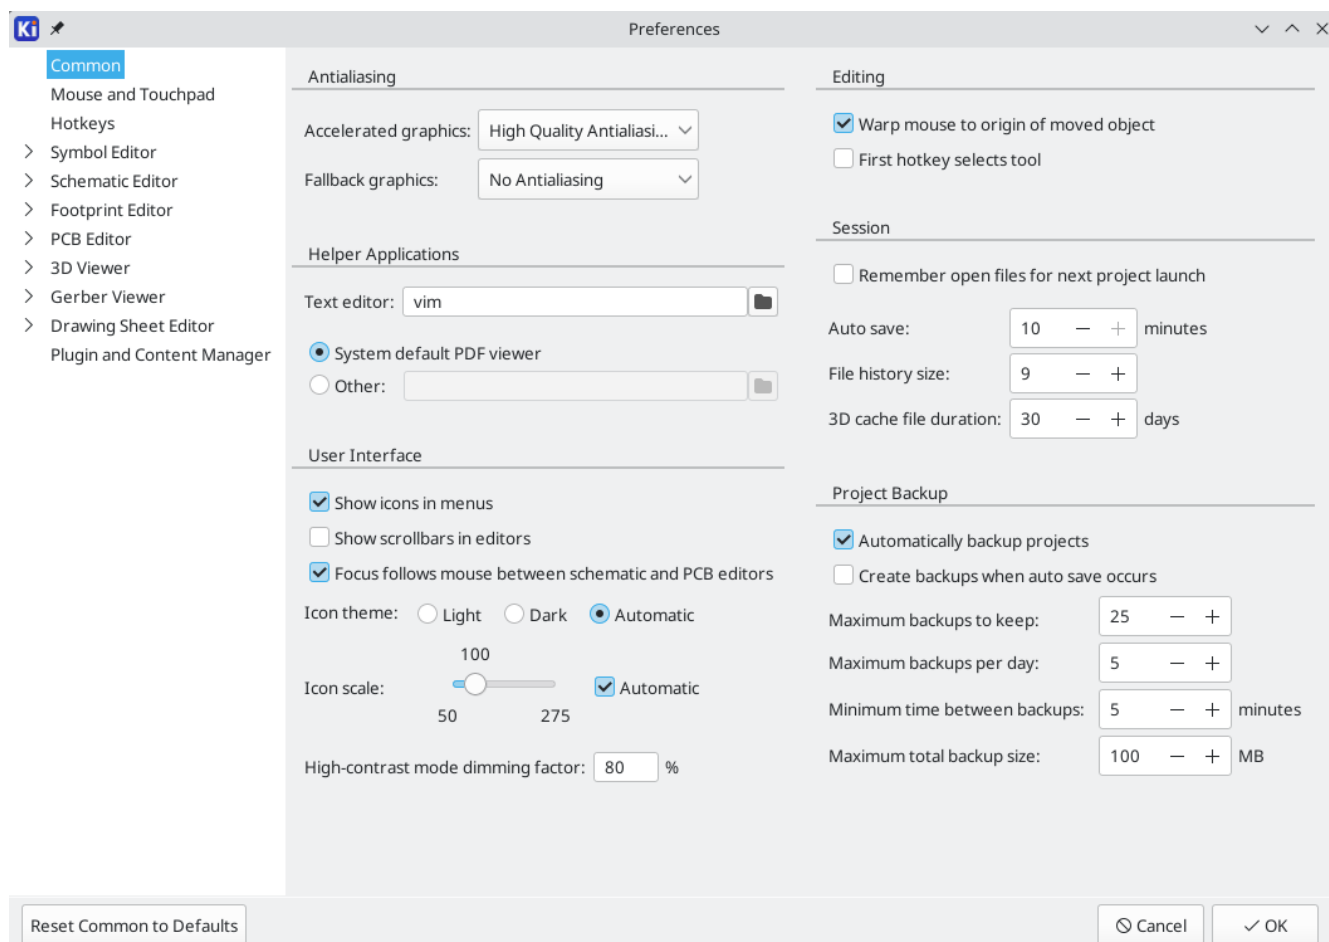 Ki
Preferences
Common
Mouse and Touchpad
Hotkeys
Symbol Editor
Schematic Editor
Footprint Editor
PCB Editor
3D Viewer
Gerber Viewer
Drawing Sheet Editor
Plugin and Content Manager
Antialiasing
Accelerated graphics: High Quality Antialiasi...
Fallback graphics: No Antialiasing
Helper Applications
Text editor: vim
System default PDF viewer
Other:
User Interface
Show icons in menus
Show scrollbars in editors
Focus follows mouse between schematic and PCB editors
Icon theme: Light Dark Automatic
100
Icon scale: Automatic
50 275
High-contrast mode dimming factor: 80 %
Editing
Warp mouse to origin of moved object
First hotkey selects tool
Session
Remember open files for next project launch
Auto save: 10 minutes
File history size: 9
3D cache file duration: 30 days
Project Backup
Automatically backup projects
Create backups when auto save occurs
Maximum backups to keep: 25
Maximum backups per day: 5
Minimum time between backups: 5 minutes
Maximum total backup size: 100 MB
Reset Common to Defaults
Cancel
OK